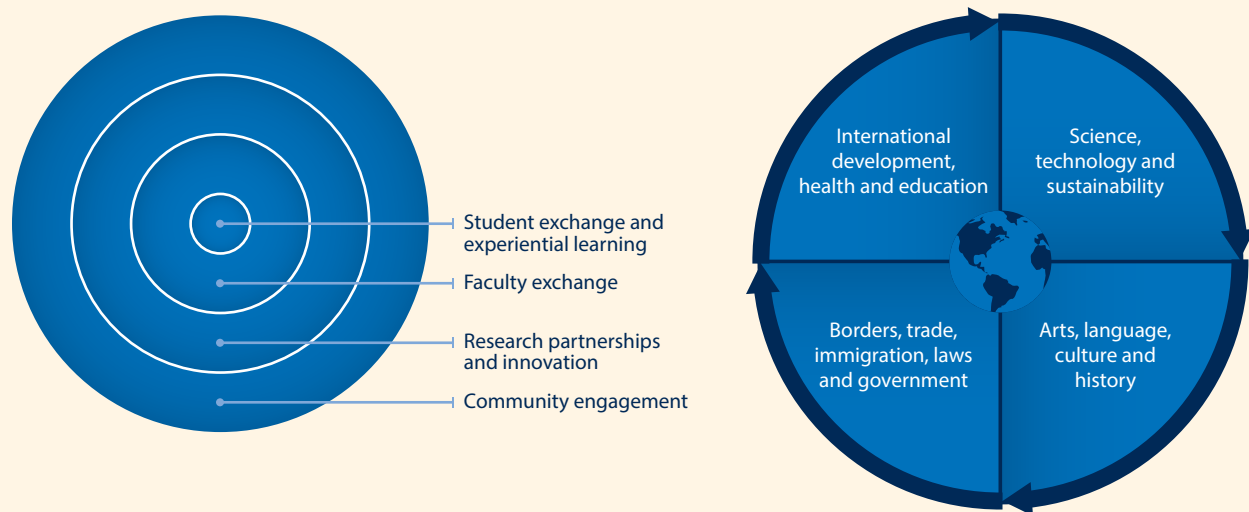 Student exchange and
experiential learning
Faculty exchange
Research partnerships
and innovation
Community engagement
International
development,
health and education
Science,
technology and
sustainability
Borders, trade,
immigration, laws
and government
Arts, language,
culture and
history